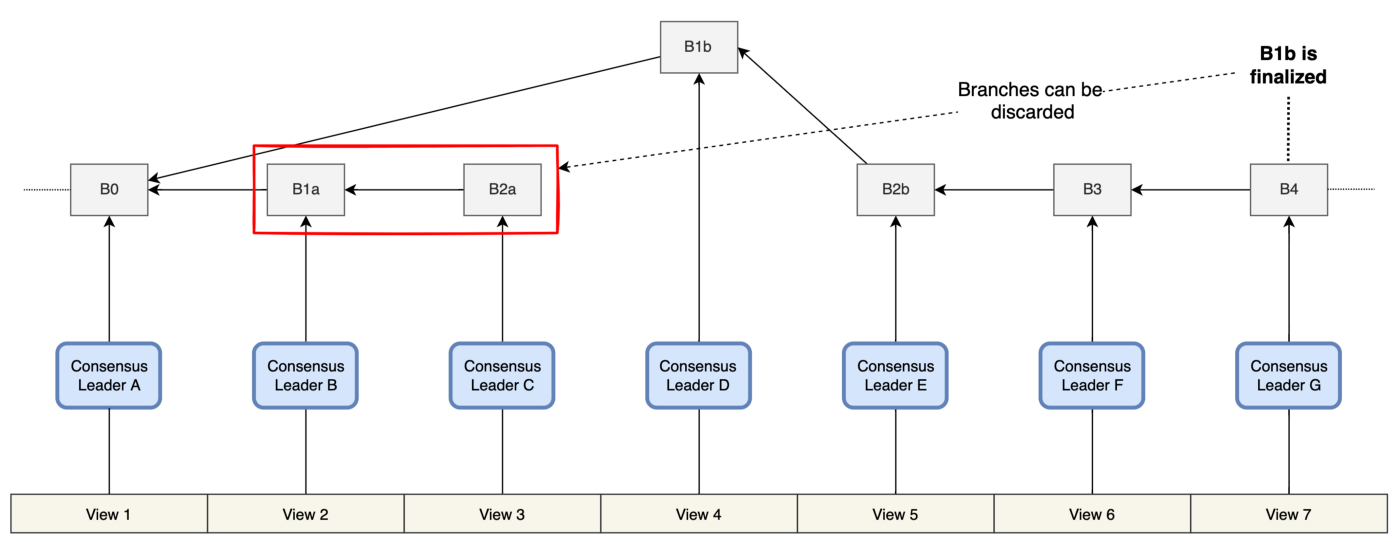 B1b
B1b is
finalized
Branches can be
discarded
B0
B1a
B2a
B2b
B3
B4
Consensus
Leader A
Consensus
Leader B
Consensus
Leader C
Consensus
Leader D
Consensus
Leader E
Consensus
Leader F
Consensus
Leader G
View 1
View 2
View 3
View 4
View 5
View 6
View 7